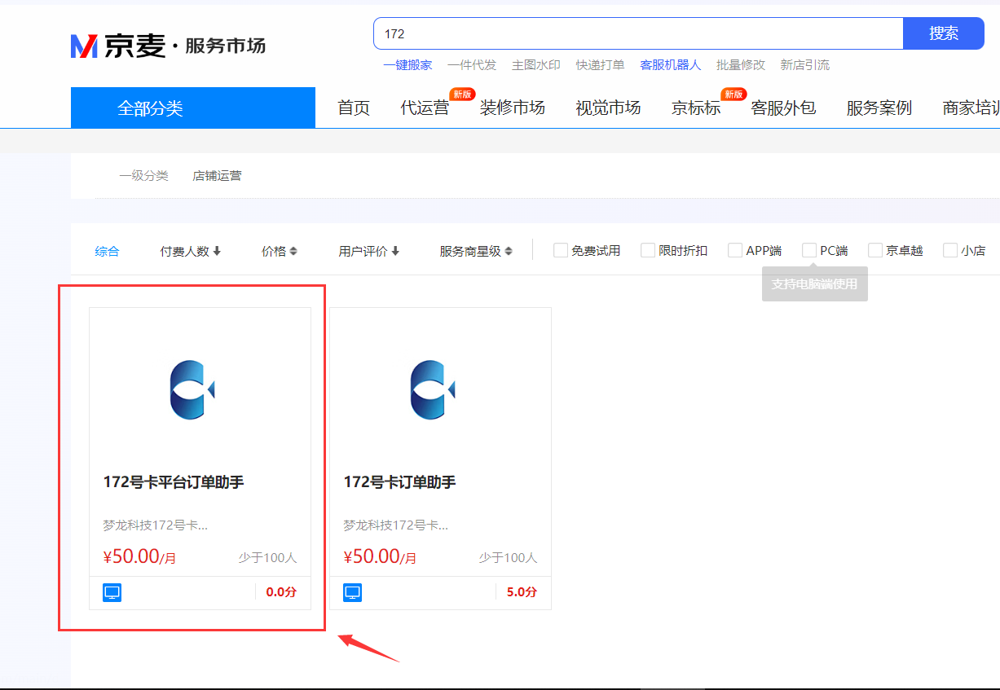 172
搜索
京麦·服务市场
一键搬家 一件代发 主图水印 快递打单 客服机器人 批量修改 新店引流
新版 新版
全部分类 首页 代运营 装修市场 视觉市场 京标标 客服外包 服务案例 商家培训
一级分类 店铺运营
综合 付费人数 价格 用户评价 服务商星级 免费试用 限时折扣 APP端 PC端 京卓越 小店
支持电脑端使用
172号卡平台订单助手 172号卡订单助手
梦龙科技172号卡... 梦龙科技172号卡...
¥50.00/月 少于100人 ¥50.00/月 少于100人
0.0分 5.0分